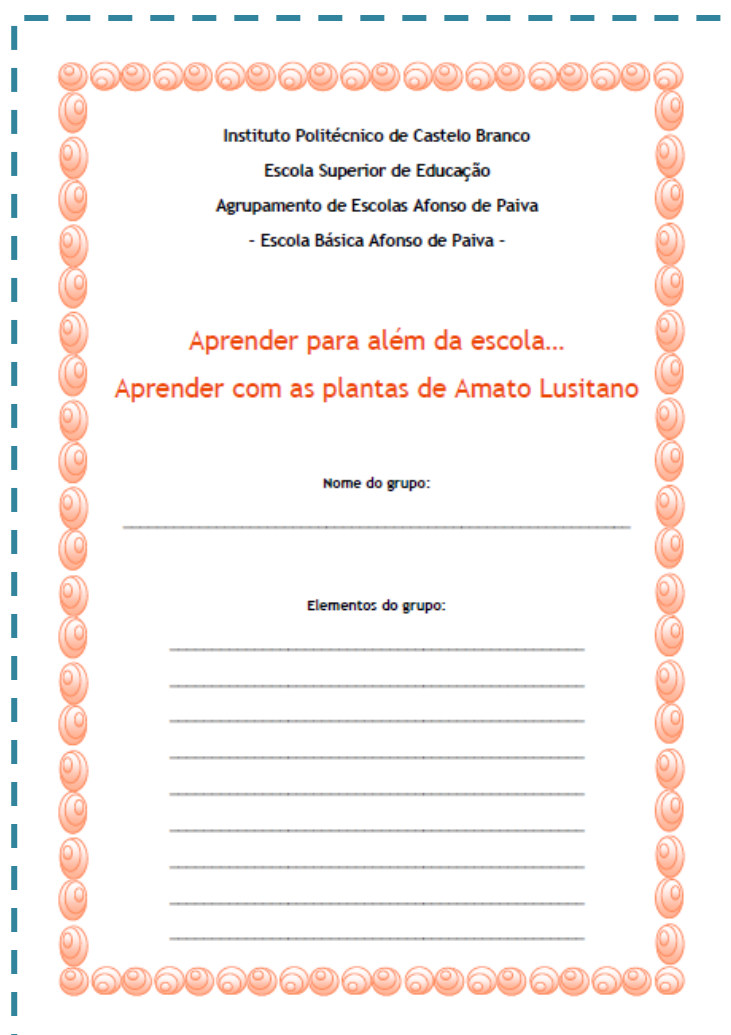 Instituto Politécnico de Castelo Branco
Escola Superior de Educação
Agrupamento de Escolas Afonso de Paiva
- Escola Básica Afonso de Paiva -
Aprender para além da escola...
Aprender com as plantas de Amato Lusitano
Nome do grupo:
Elementos do grupo: